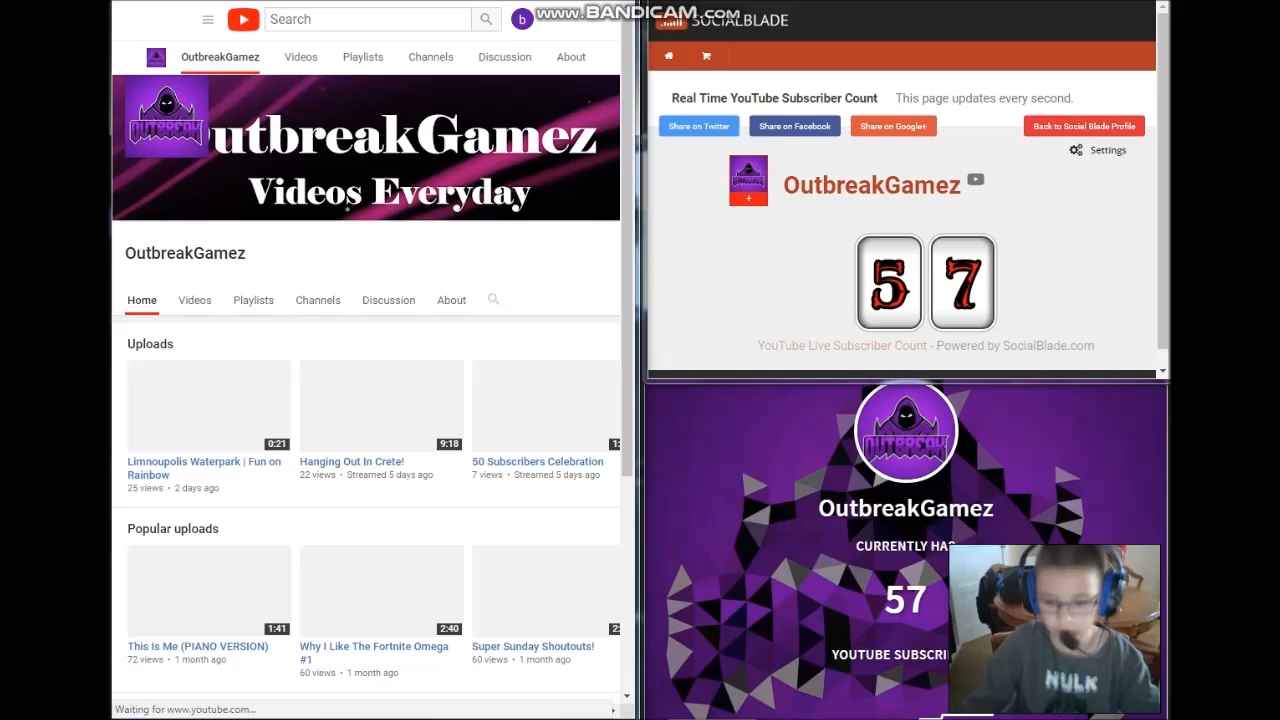 www.BANDICAM.com
Search
b
OutbreakGamez Videos Playlists Channels Discussion About
OUTBREAK
utbreakGamez
Videos Everyday
OutbreakGamez
Home Videos Playlists Channels Discussion About
Uploads
0:21
9:18
Limnoupolis Waterpark | Fun on
Rainbow
25 views • 2 days ago
Hanging Out In Crete!
22 views • Streamed 5 days ago
50 Subscribers Celebration
7 views • Streamed 5 days ago
Popular uploads
1:41
2:40
This Is Me (PIANO VERSION)
72 views • 1 month ago
Why I Like The Fortnite Omega
#1
60 views • 1 month ago
Super Sunday Shoutouts!
60 views • 1 month ago
Waiting for www.youtube.com...
SOCIALBLADE
Real Time YouTube Subscriber Count This page updates every second.
Share on Twitter Share on Facebook Share on Google+ Back to Social Blade Profile
Settings
OutbreakGamez
57
YouTube Live Subscriber Count - Powered by SocialBlade.com
OUTBREAK
OutbreakGamez
CURRENTLY HAS
57
YOUTUBE SUBSCRI
HULK